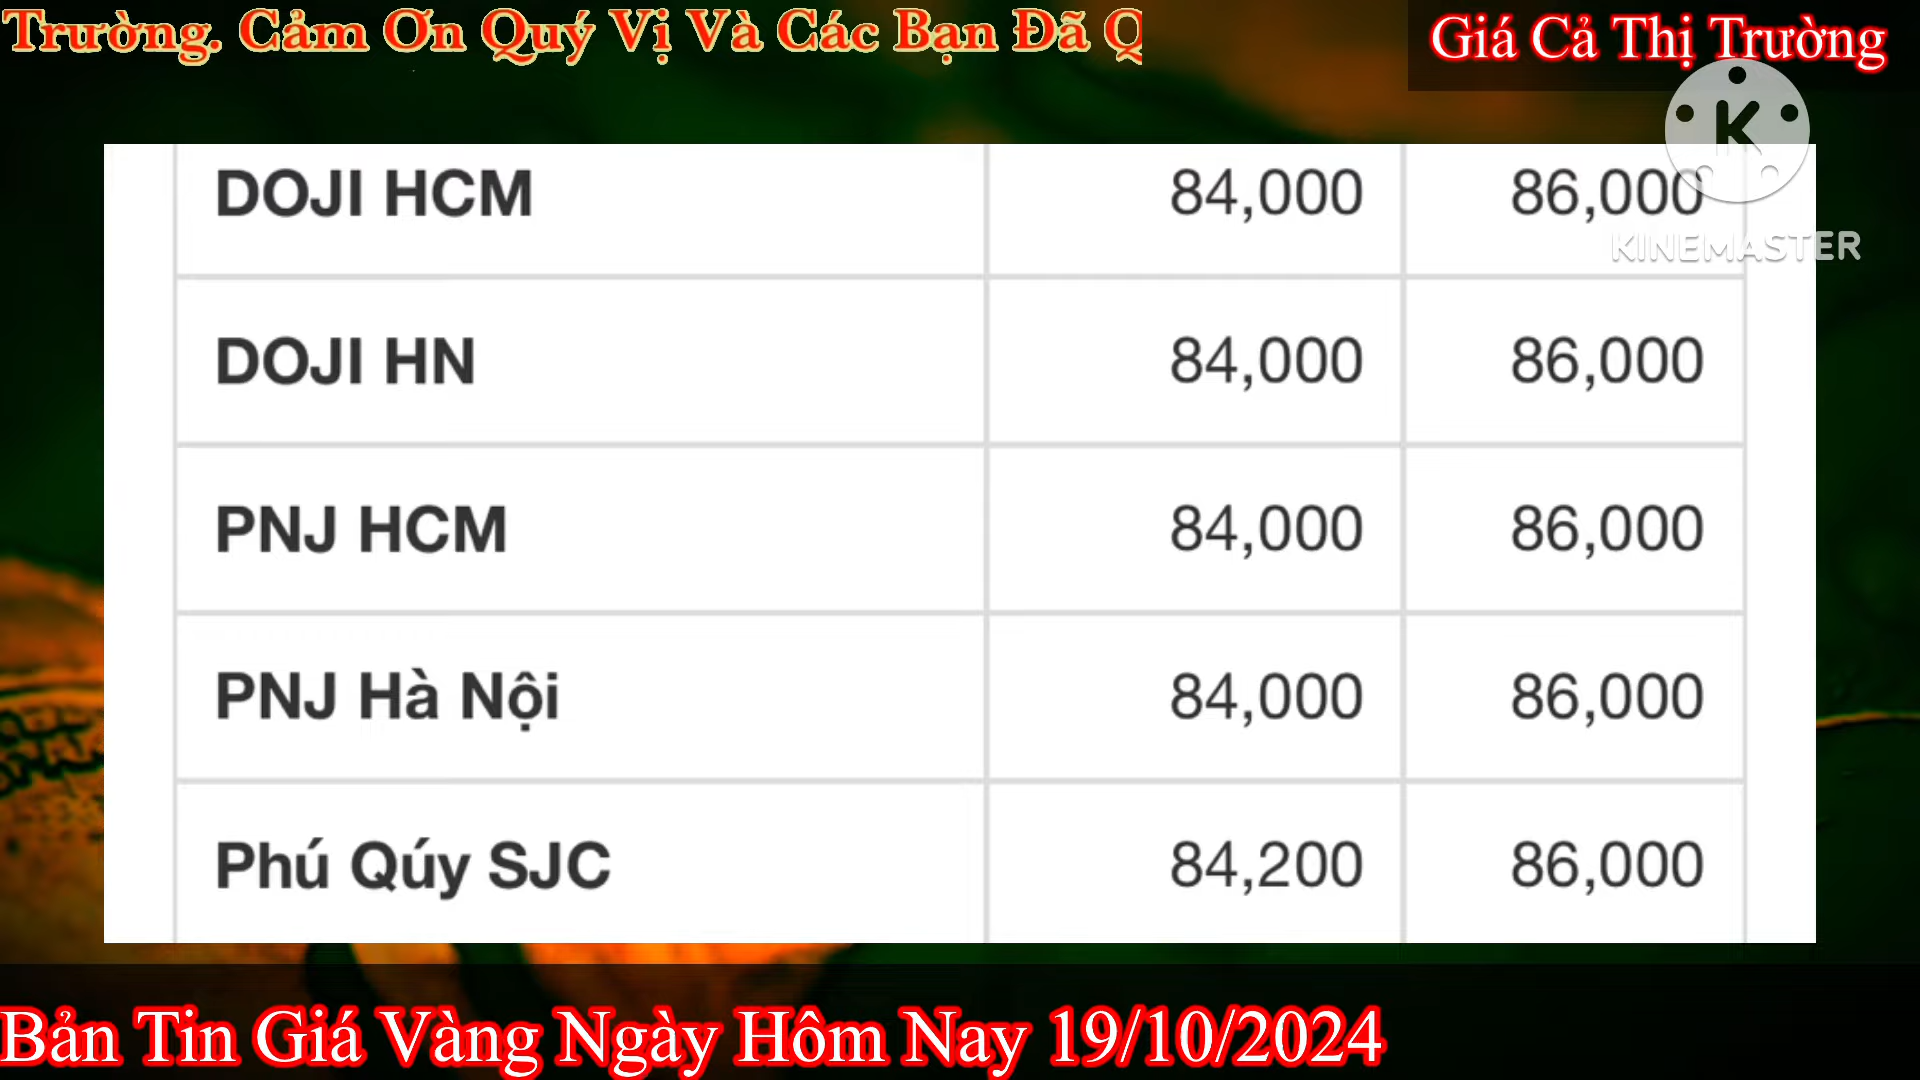 Trường. Cảm Ơn Quý Vị Và Các Bạn Đã Q
Giá Cả Thị Trường
K
KINEMASTER
DOJI HCM 84,000 86,000
DOJI HN 84,000 86,000
PNJ HCM 84,000 86,000
PNJ Hà Nội 84,000 86,000
Phú Qúy SJC 84,200 86,000
Bản Tin Giá Vàng Ngày Hôm Nay 19/10/2024